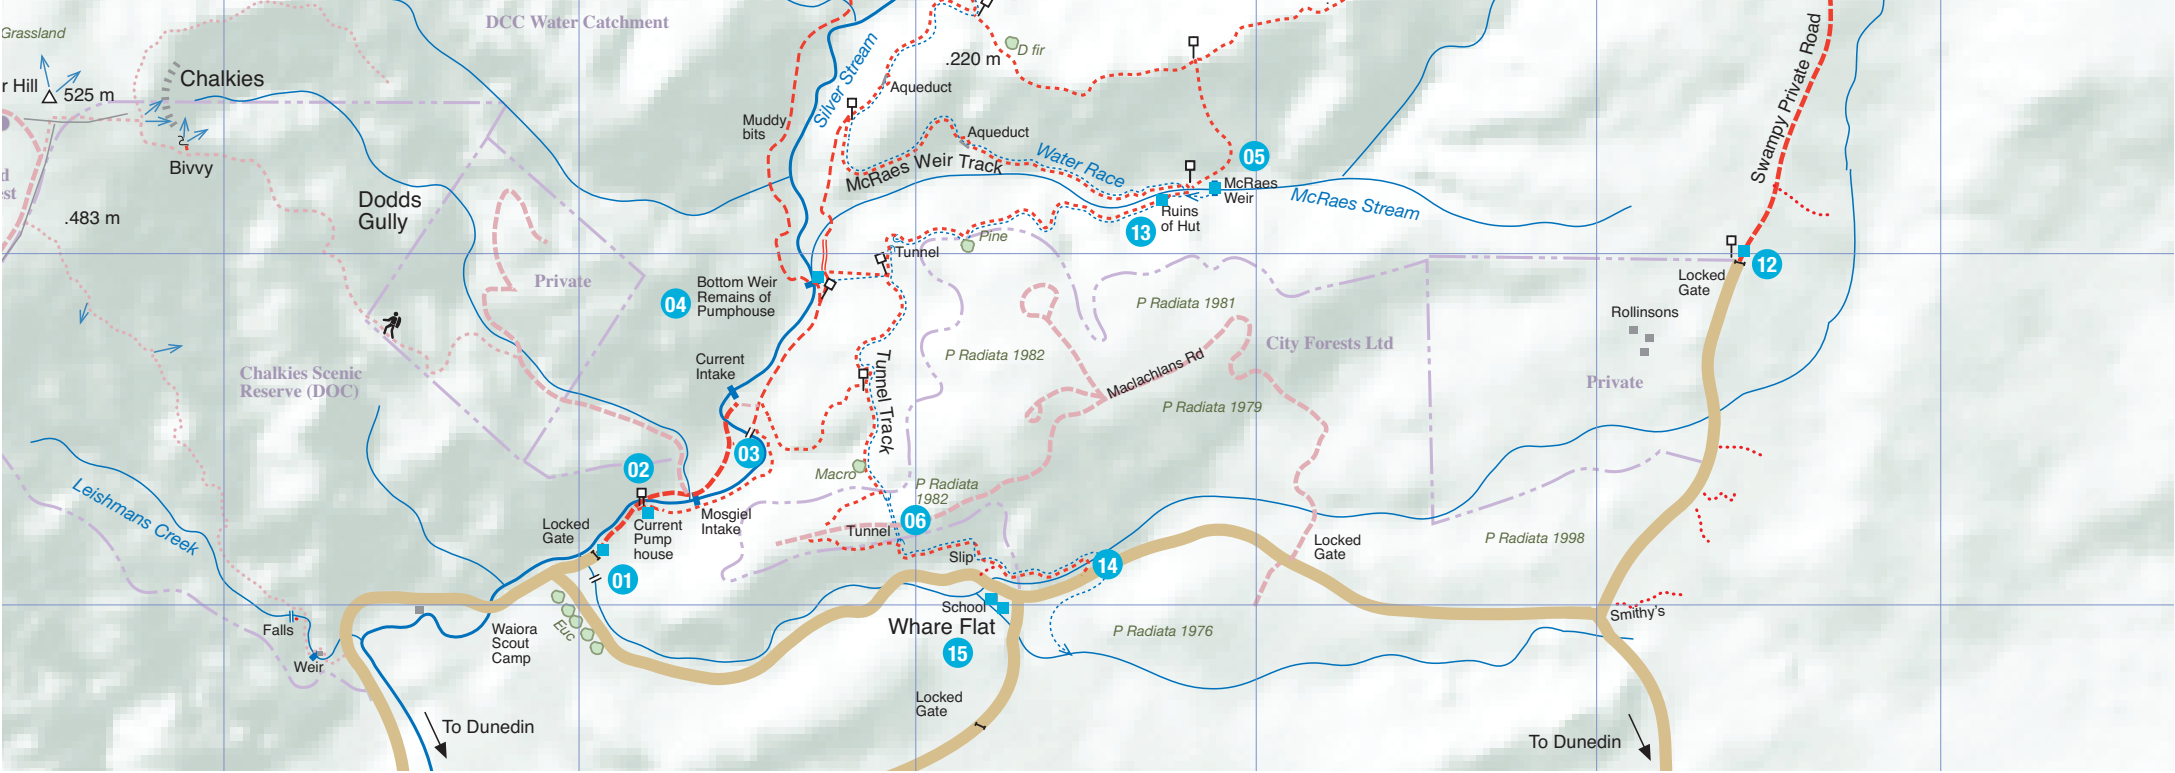 DCC Water Catchment
Grassland
r Hill
525 m
Chalkies
Bivvy
d
est
.483 m
Dodds
Gully
Private
Chalkies Scenic
Reserve (DOC)
Leishmans Creek
Falls
Weir
To Dunedin
Waiora
Scout
Camp
Euc
Locked
Gate
01
02
Current
Pump
house
Mosgiel
Intake
03
Current
Intake
04
Bottom Weir
Remains of
Pumphouse
Muddy
bits
Silver Stream
Aqueduct
.220 m
D fir
Aqueduct
McRaes Weir Track
Water Race
05
McRaes
Weir
McRaes Stream
Ruins
of Hut
13
Pine
Tunnel
Tunnel Track
Macro
P Radiata
1982
06
Tunnel
Slip
14
School
Whare Flat
15
Locked
Gate
P Radiata 1981
P Radiata 1982
Maclachlans Rd
P Radiata 1979
City Forests Ltd
Locked
Gate
P Radiata 1976
P Radiata 1998
Smithy's
To Dunedin
Private
Rollinsons
Locked
Gate
12
Swampy Private Road